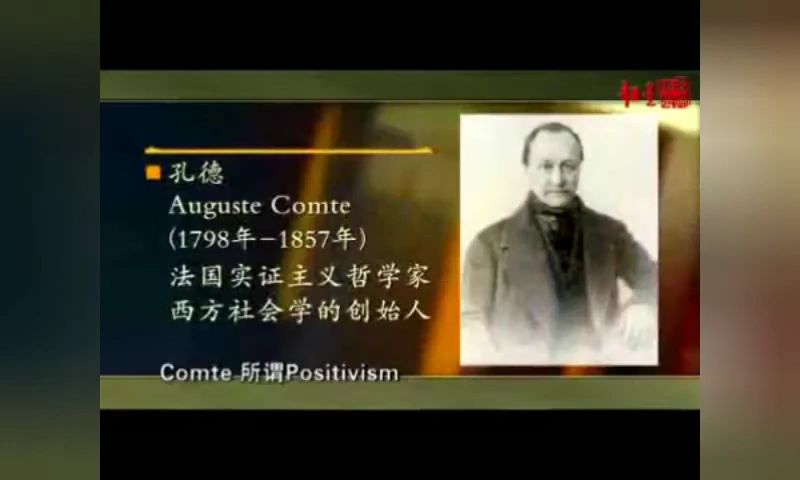 孔德
Auguste Comte
(1798年-1857年)
法国实证主义哲学家
西方社会学的创始人
Comte 所谓Positivism